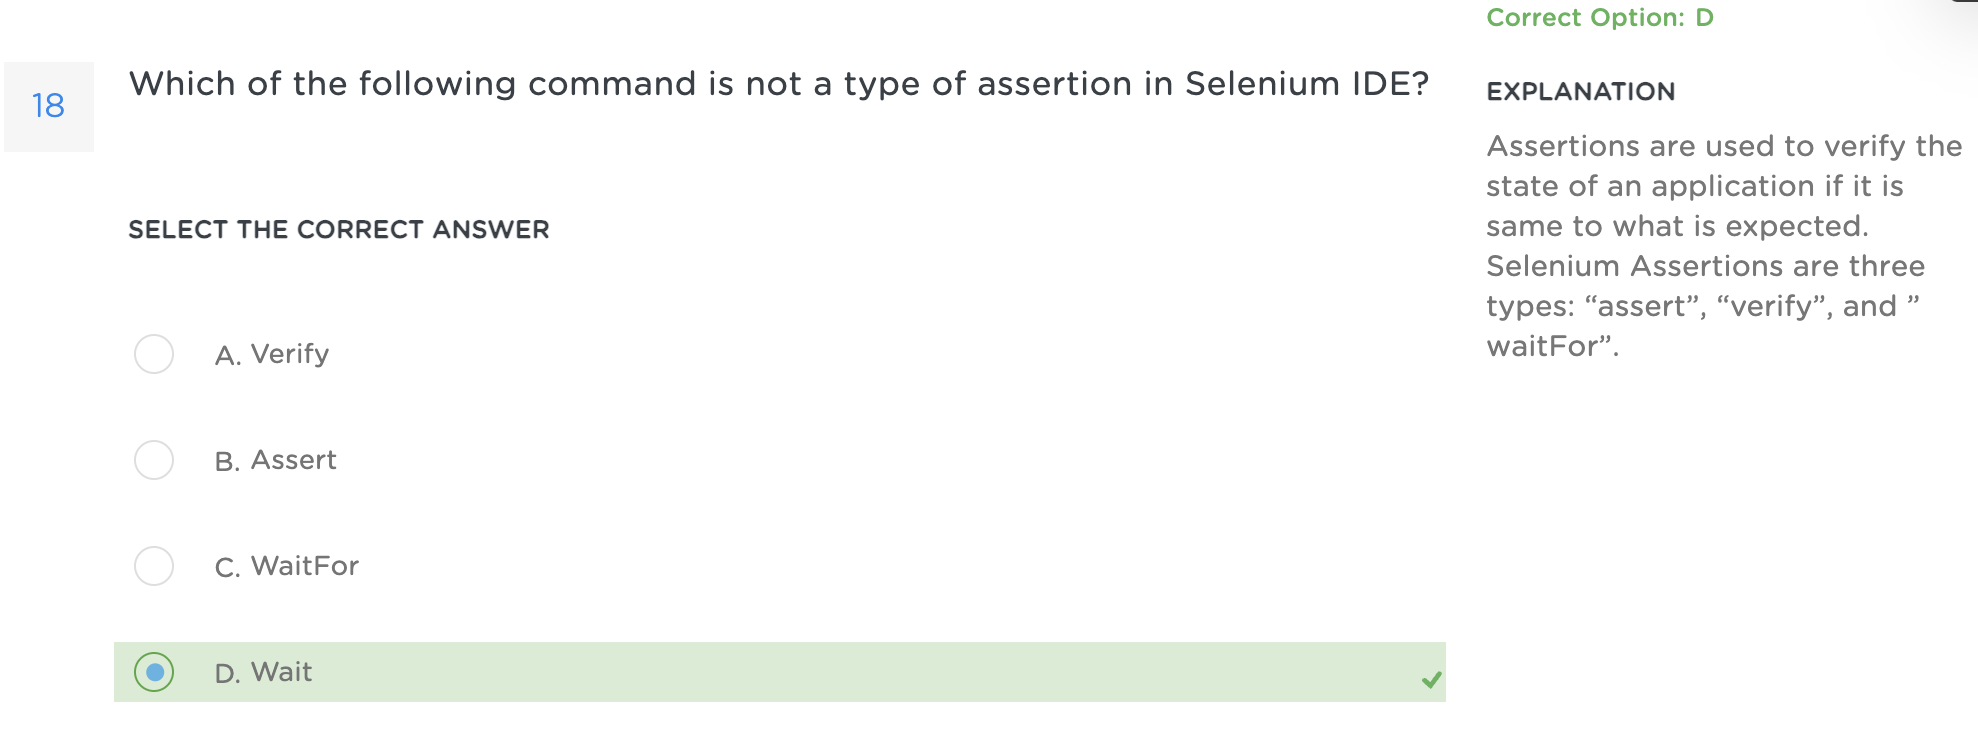 18
Which of the following command is not a type of assertion in Selenium IDE?
SELECT THE CORRECT ANSWER
A. Verify
B. Assert
C. WaitFor
D. Wait
Correct Option: D
EXPLANATION
Assertions are used to verify the
state of an application if it is
same to what is expected.
Selenium Assertions are three
types: “assert”, “verify”, and ”
waitFor”.